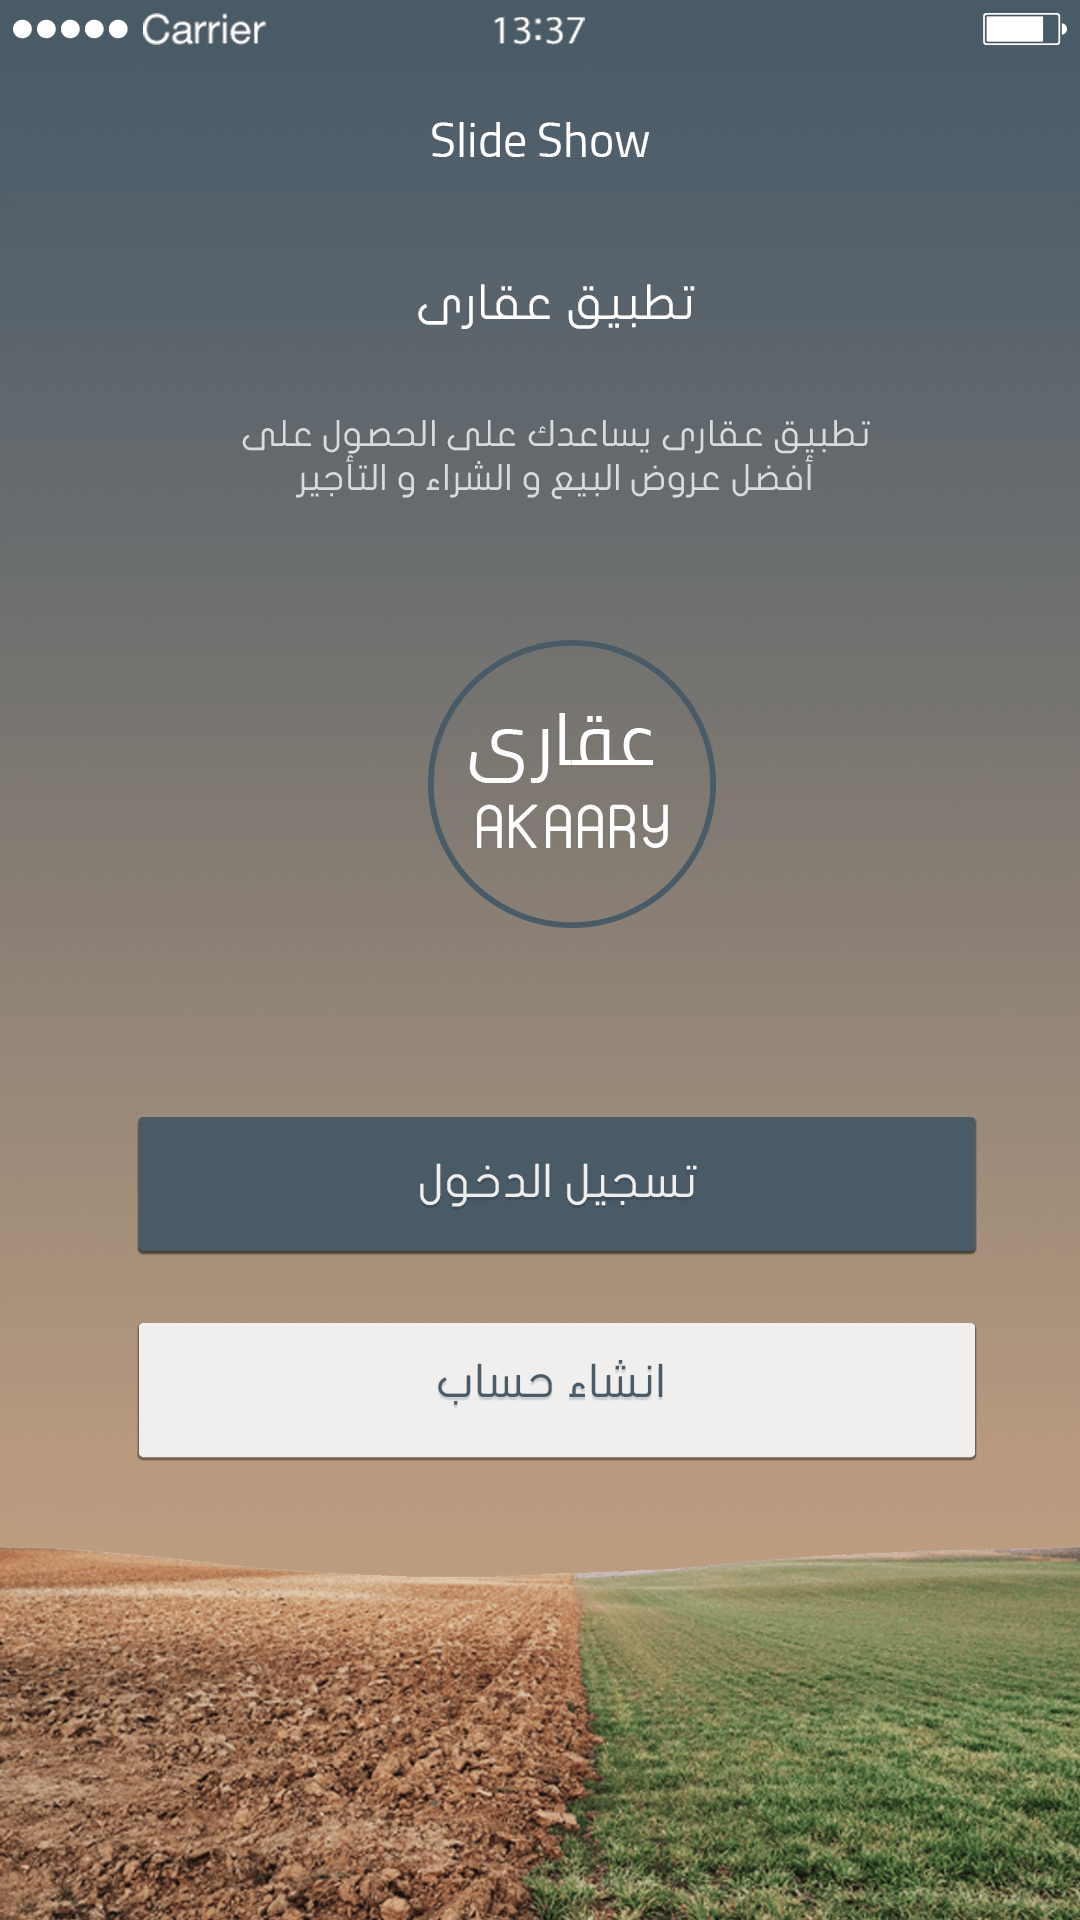 Carrier
13:37
Slide Show
تطبيق عقارى
تطبيق عقارى يساعدك على الحصول على
أفضل عروض البيع و الشراء و التأجير
عقارى
AKAARY
تسجيل الدخول
انشاء حساب